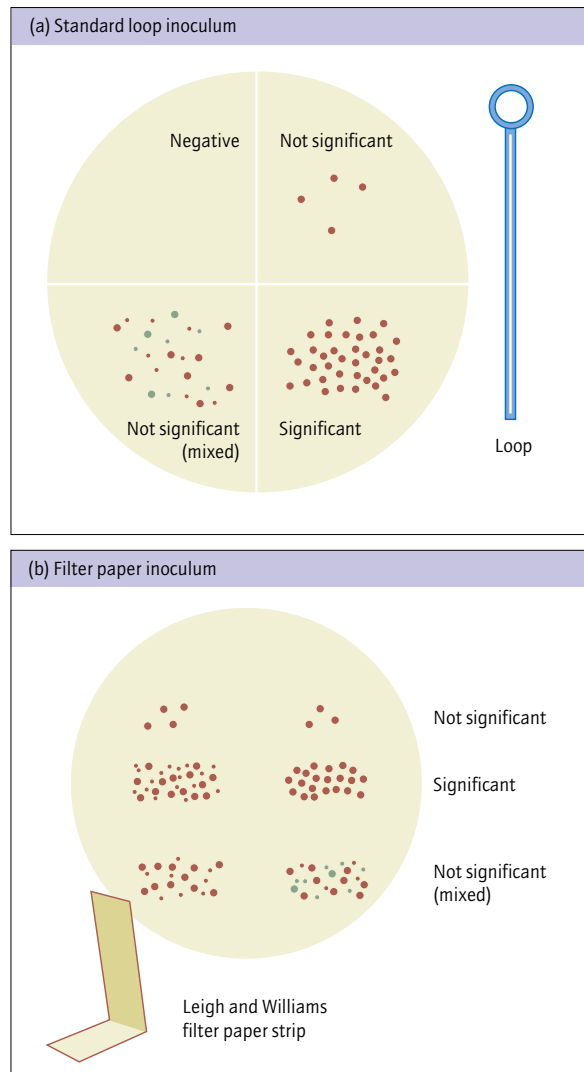 (a) Standard loop inoculum
Negative
Not significant
Not significant
(mixed)
Significant
Loop
(b) Filter paper inoculum
Not significant
Significant
Not significant
(mixed)
Leigh and Williams
filter paper strip